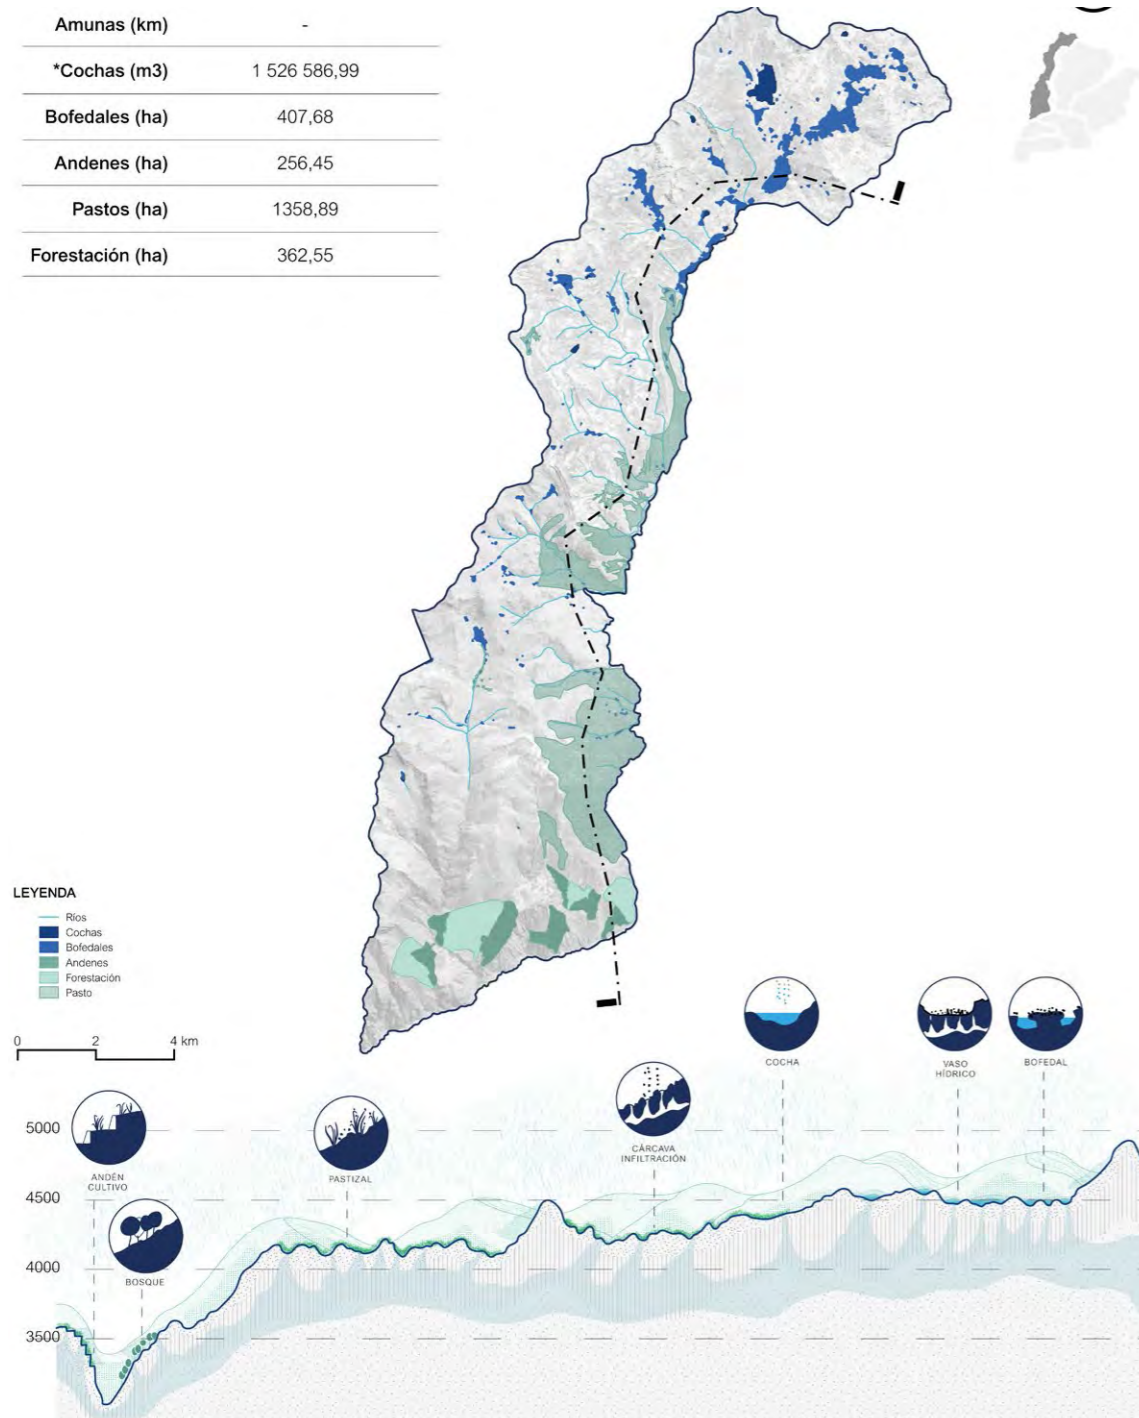 Amunas (km) -
*Cochas (m3) 1 526 586,99
Bofedales (ha) 407,68
Andenes (ha) 256,45
Pastos (ha) 1358,89
Forestación (ha) 362,55
LEYENDA
Ríos
Cochas
Bofedales
Andenes
Forestación
Pasto
0 2 4 km
COCHA
VASO
HÍDRICO
BOFEDAL
CÁRCAVA
INFILTRACIÓN
PASTIZAL
ANDÉN
CULTIVO
BOSQUE
5000
4500
4000
3500